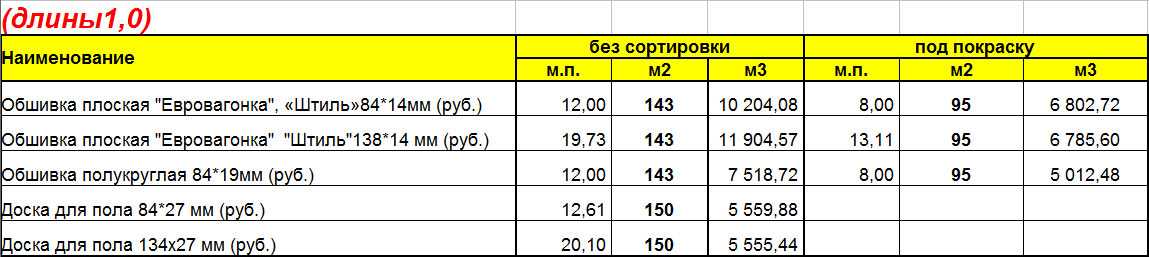 (длины1,0)
Наименование без сортировки под покраску
м.п. м2 м3 м.п. м2 м3
Обшивка плоская "Евровагонка", «Штиль»84*14мм (руб.) 12,00 143 10 204,08 8,00 95 6 802,72
Обшивка плоская "Евровагонка" "Штиль"138*14 мм (руб.) 19,73 143 11 904,57 13,11 95 6 785,60
Обшивка полукруглая 84*19мм (руб.) 12,00 143 7 518,72 8,00 95 5 012,48
Доска для пола 84*27 мм (руб.) 12,61 150 5 559,88
Доска для пола 134х27 мм (руб.) 20,10 150 5 555,44